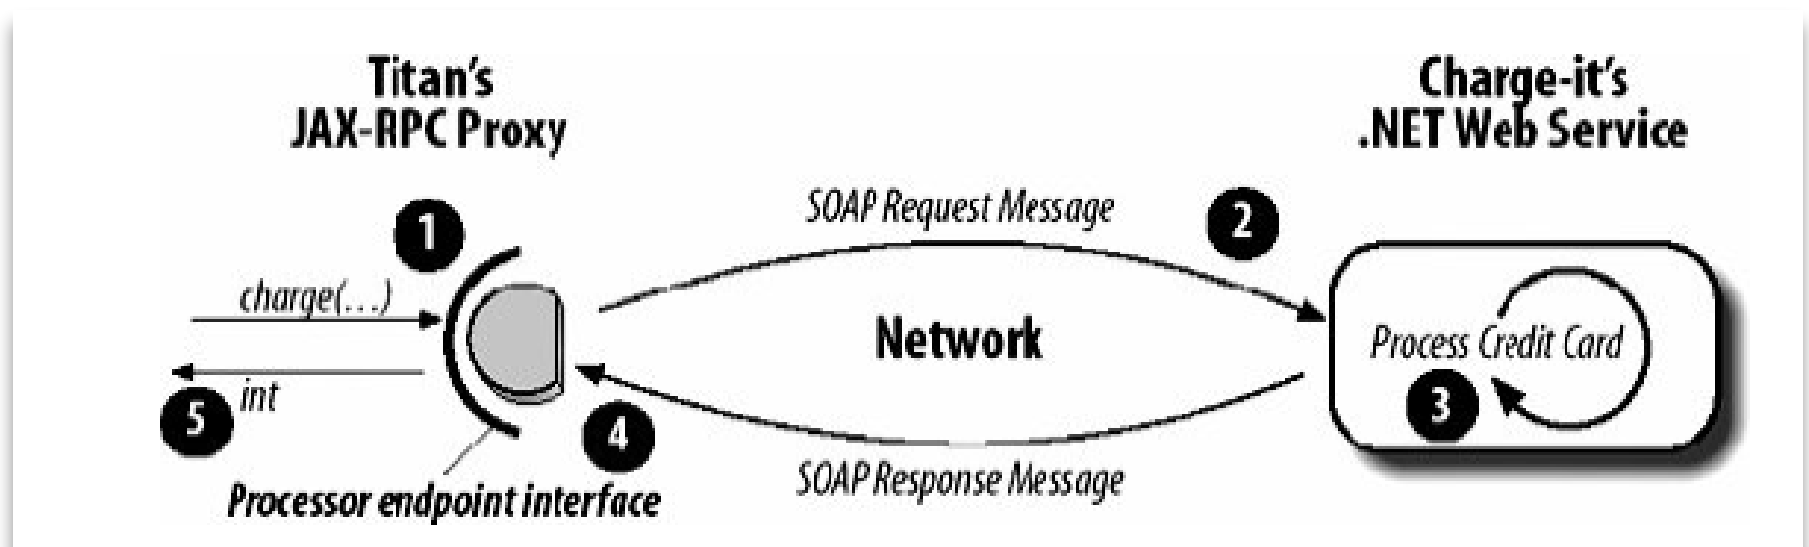 Titan's
JAX-RPC Proxy
Charge-it's
.NET Web Service
1
SOAP Request Message
2
charge(...)
Network
Process Credit Card
3
5
int
4
SOAP Response Message
Processor endpoint interface